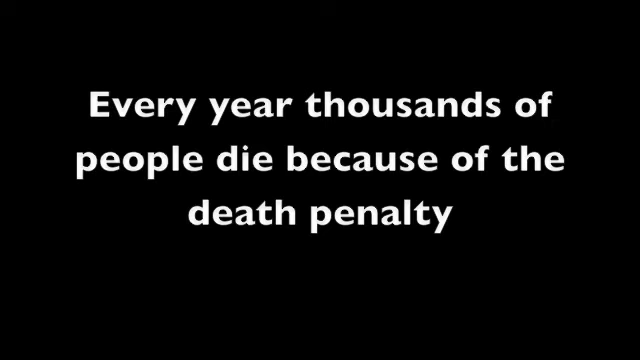 Every year thousands of
people die because of the
death penalty